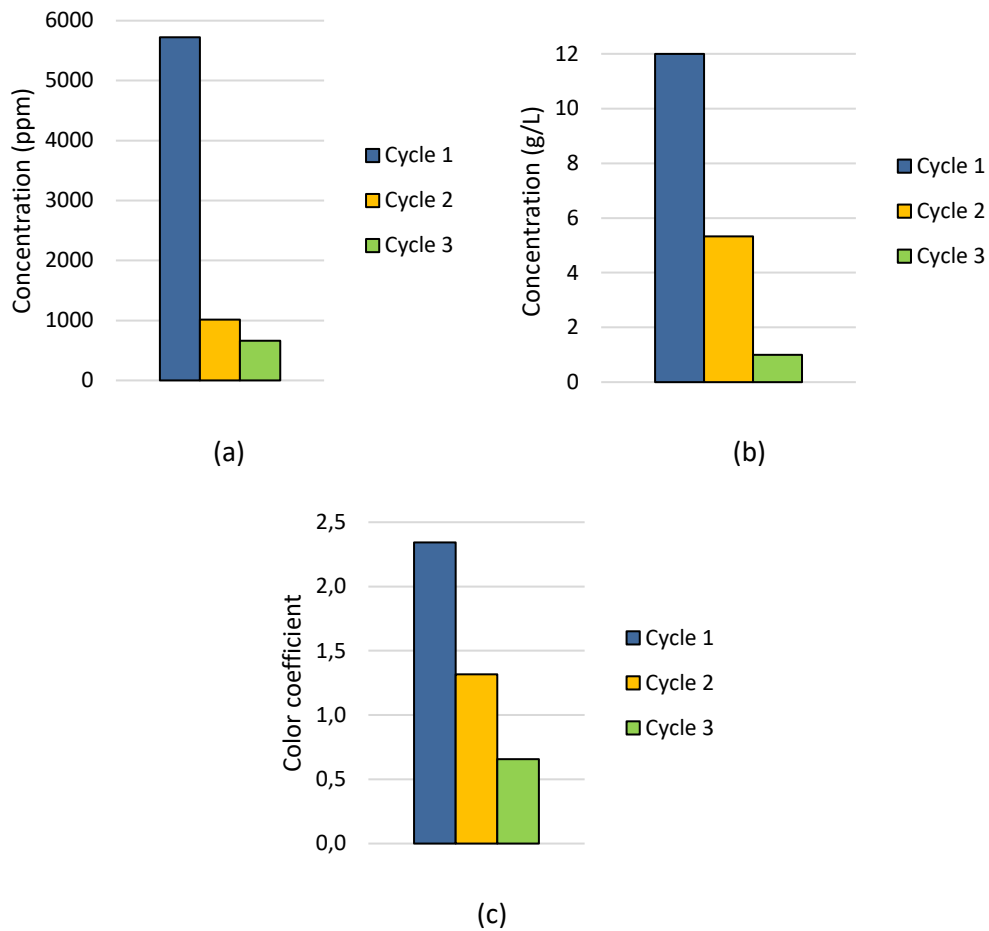 Concentration (ppm)
6000
5000
4000
3000
2000
1000
0
Cycle 1
Cycle 2
Cycle 3
(a)
Concentration (g/L)
12
10
8
6
4
2
0
Cycle 1
Cycle 2
Cycle 3
(b)
Color coefficient
2,5
2,0
1,5
1,0
0,5
0,0
Cycle 1
Cycle 2
Cycle 3
(c)